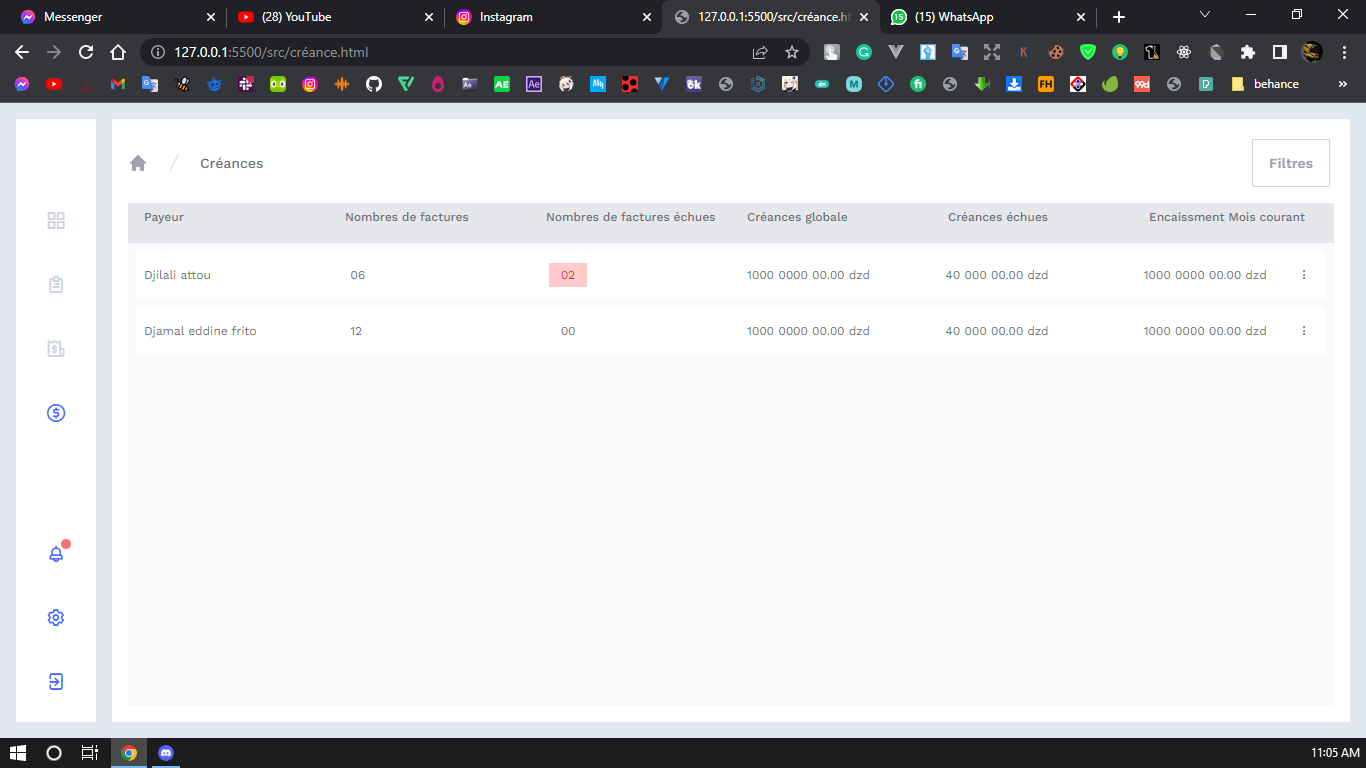 Messenger
(28) YouTube
Instagram
127.0.0.1:5500/src/créance.h
(15) WhatsApp
127.0.0.1:5500/src/créance.html
behance
Créances
Filtres
Payeur Nombres de factures Nombres de factures échues Créances globale Créances échues Encaissment Mois courant
Djilali attou 06 02 1000 0000 00.00 dzd 40 000 00.00 dzd 1000 0000 00.00 dzd
Djamal eddine frito 12 00 1000 0000 00.00 dzd 40 000 00.00 dzd 1000 0000 00.00 dzd
11:05 AM